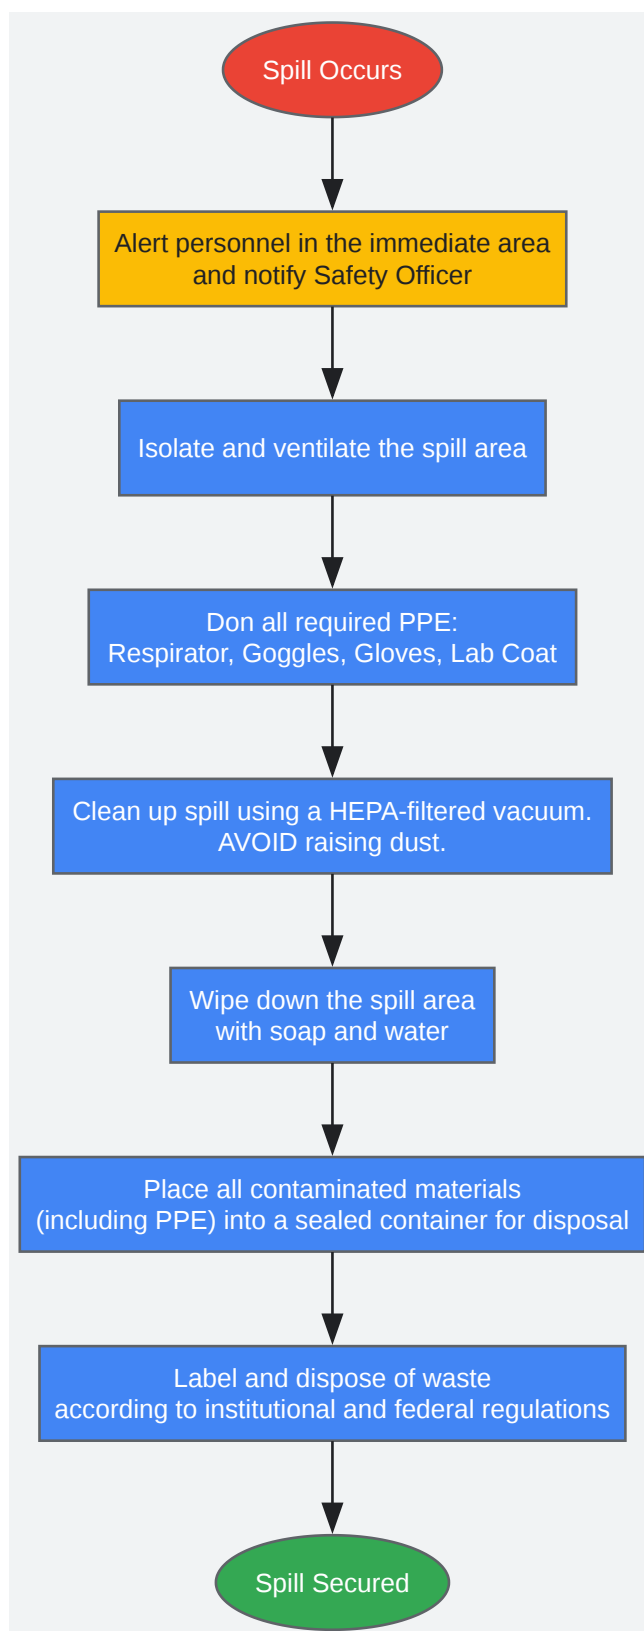 Spill Occurs
Alert personnel in the immediate area
and notify Safety Officer
Isolate and ventilate the spill area
Don all required PPE:
Respirator, Goggles, Gloves, Lab Coat
Clean up spill using a HEPA-filtered vacuum.
AVOID raising dust.
Wipe down the spill area
with soap and water
Place all contaminated materials
(including PPE) into a sealed container for disposal
Label and dispose of waste
according to institutional and federal regulations
Spill Secured